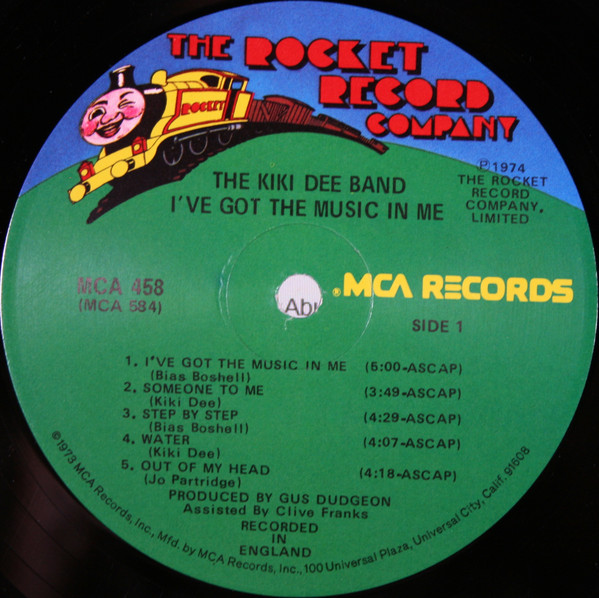 THE ROCKET
RECORD
COMPANY
ROCKET
℗1974
THE ROCKET
RECORD
COMPANY,
LIMITED
THE KIKI DEE BAND
I'VE GOT THE MUSIC IN ME
MCA 458
(MCA 584)
® MCA RECORDS
SIDE 1
1. I'VE GOT THE MUSIC IN ME (5:00-ASCAP)
(Bias Boshell)
2. SOMEONE TO ME (3:49-ASCAP)
(Kiki Dee)
3. STEP BY STEP (4:29-ASCAP)
(Bias Boshell)
4. WATER (4:07-ASCAP)
(Kiki Dee)
5. OUT OF MY HEAD (4:18-ASCAP)
(Jo Partridge)
PRODUCED BY GUS DUDGEON
Assisted By Clive Franks
RECORDED
IN
ENGLAND
©1973 MCA Records, Inc., Mfd. by MCA Records, Inc., 100 Universal Plaza, Universal City, Calif. 91608